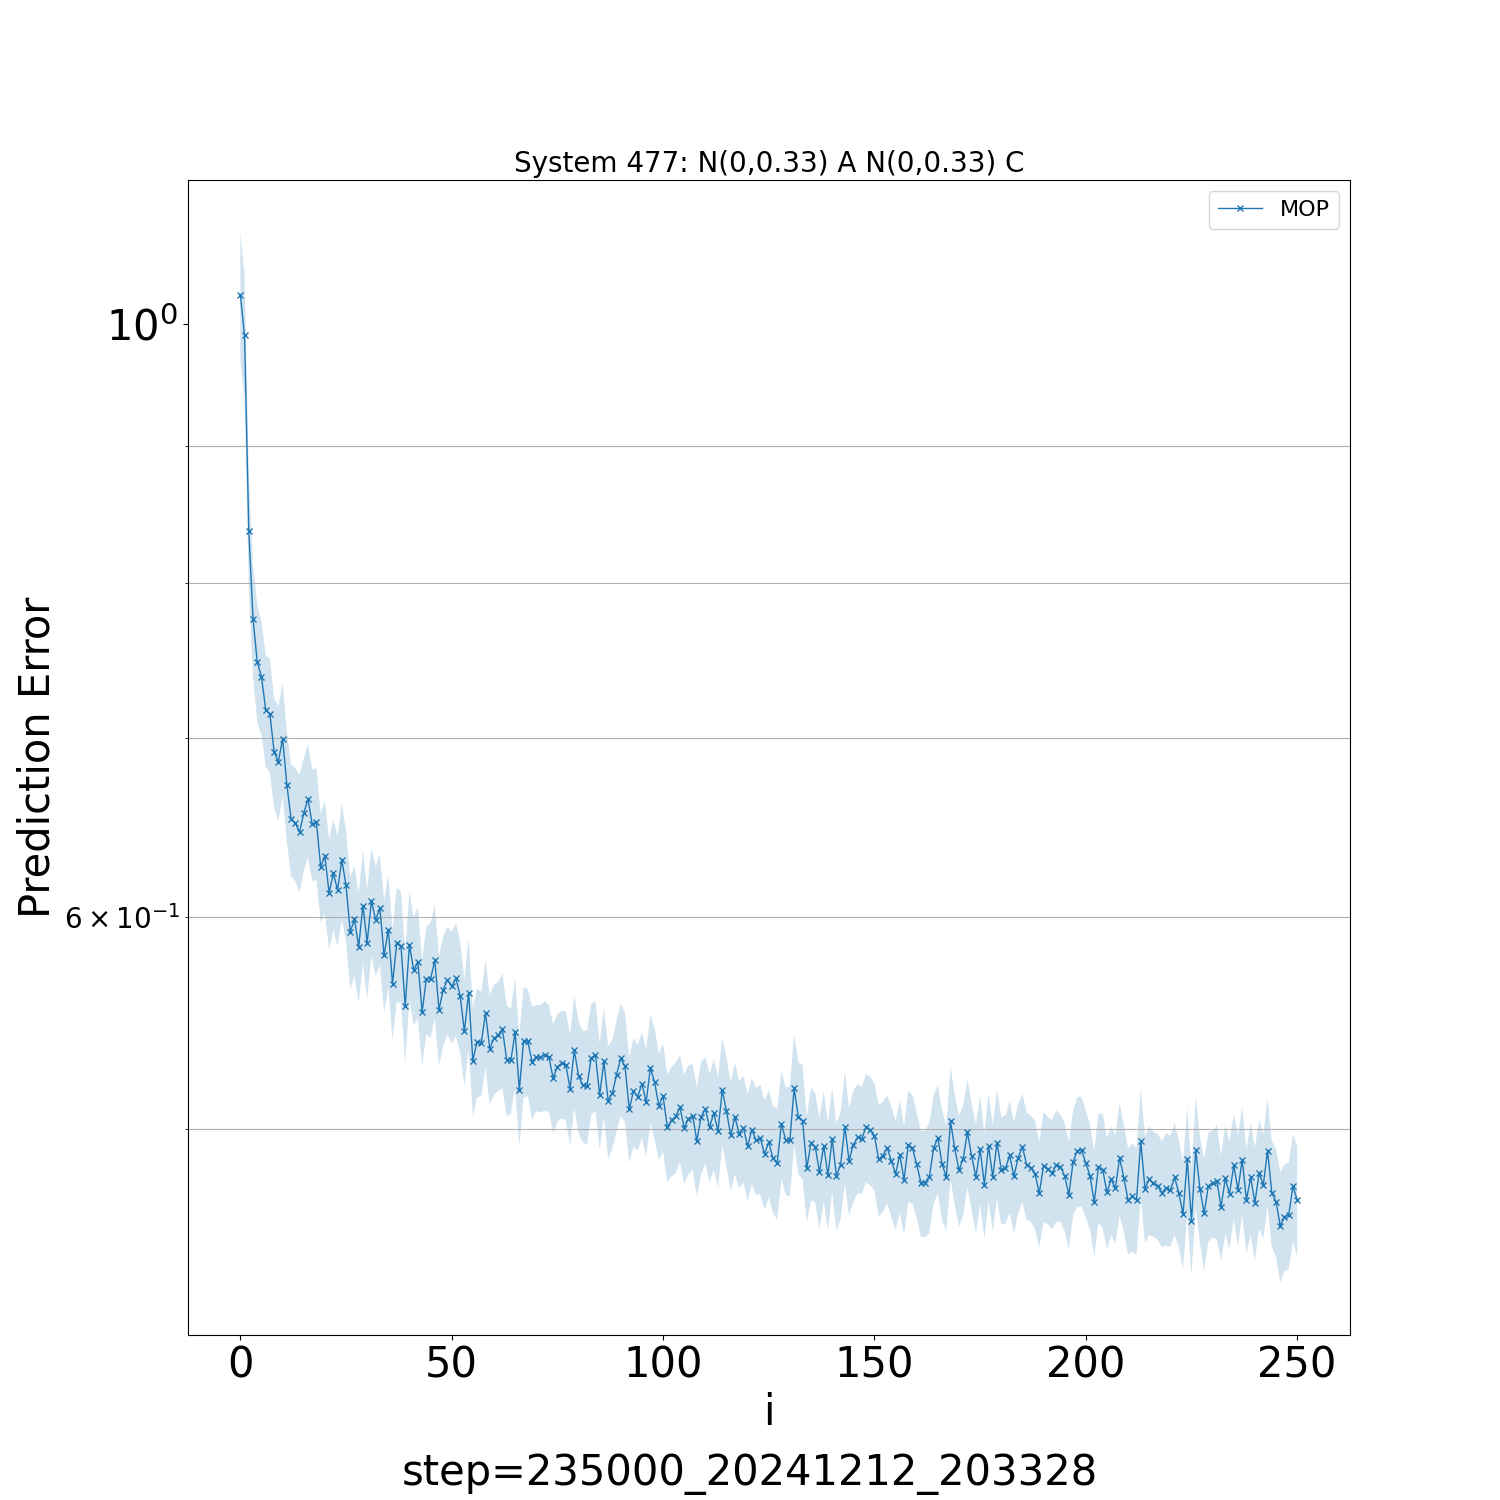 System 477: N(0,0.33) A N(0,0.33) C
MOP
10⁰
Prediction Error
6 × 10⁻¹
0 50 100 150 200 250
i
step=235000_20241212_203328